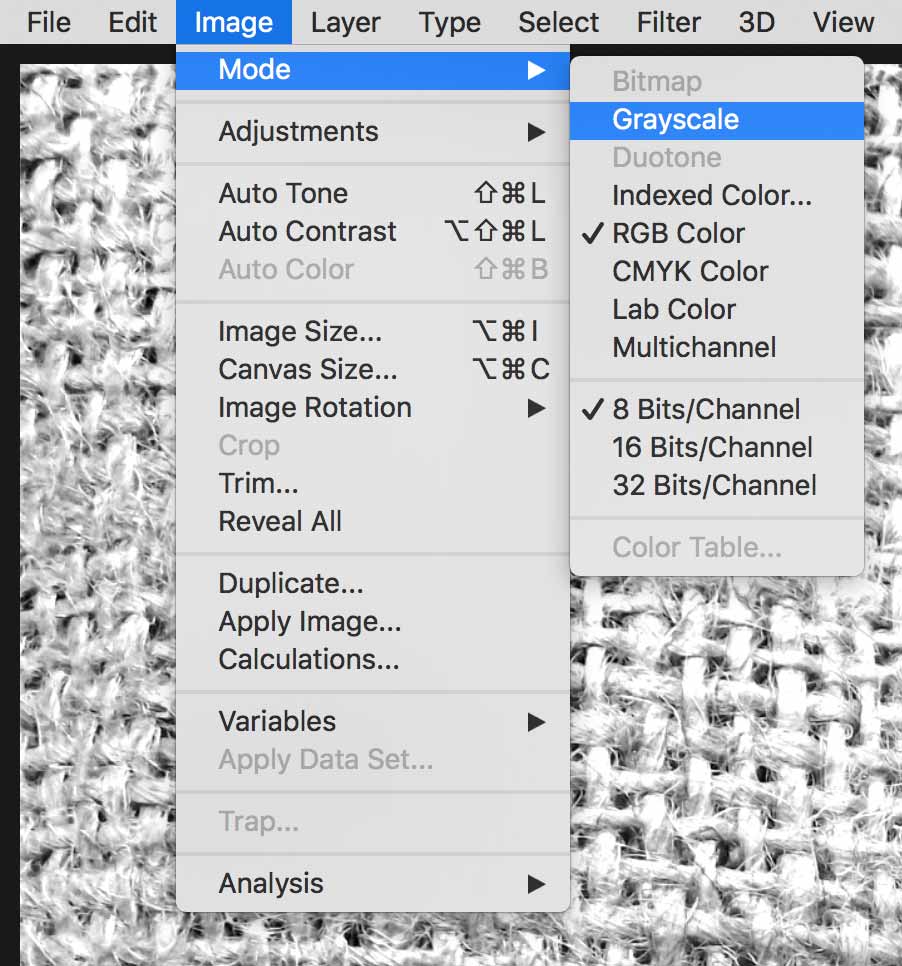 File Edit Image Layer Type Select Filter 3D View
Mode ▶
Adjustments ▶
Auto Tone ⇧⌘L
Auto Contrast ⌥⇧⌘L
Auto Color ⇧⌘B
Image Size... ⌥⌘I
Canvas Size... ⌥⌘C
Image Rotation ▶
Crop
Trim...
Reveal All
Duplicate...
Apply Image...
Calculations...
Variables ▶
Apply Data Set...
Trap...
Analysis ▶
Bitmap
Grayscale
Duotone
Indexed Color...
✓ RGB Color
CMYK Color
Lab Color
Multichannel
✓ 8 Bits/Channel
16 Bits/Channel
32 Bits/Channel
Color Table...